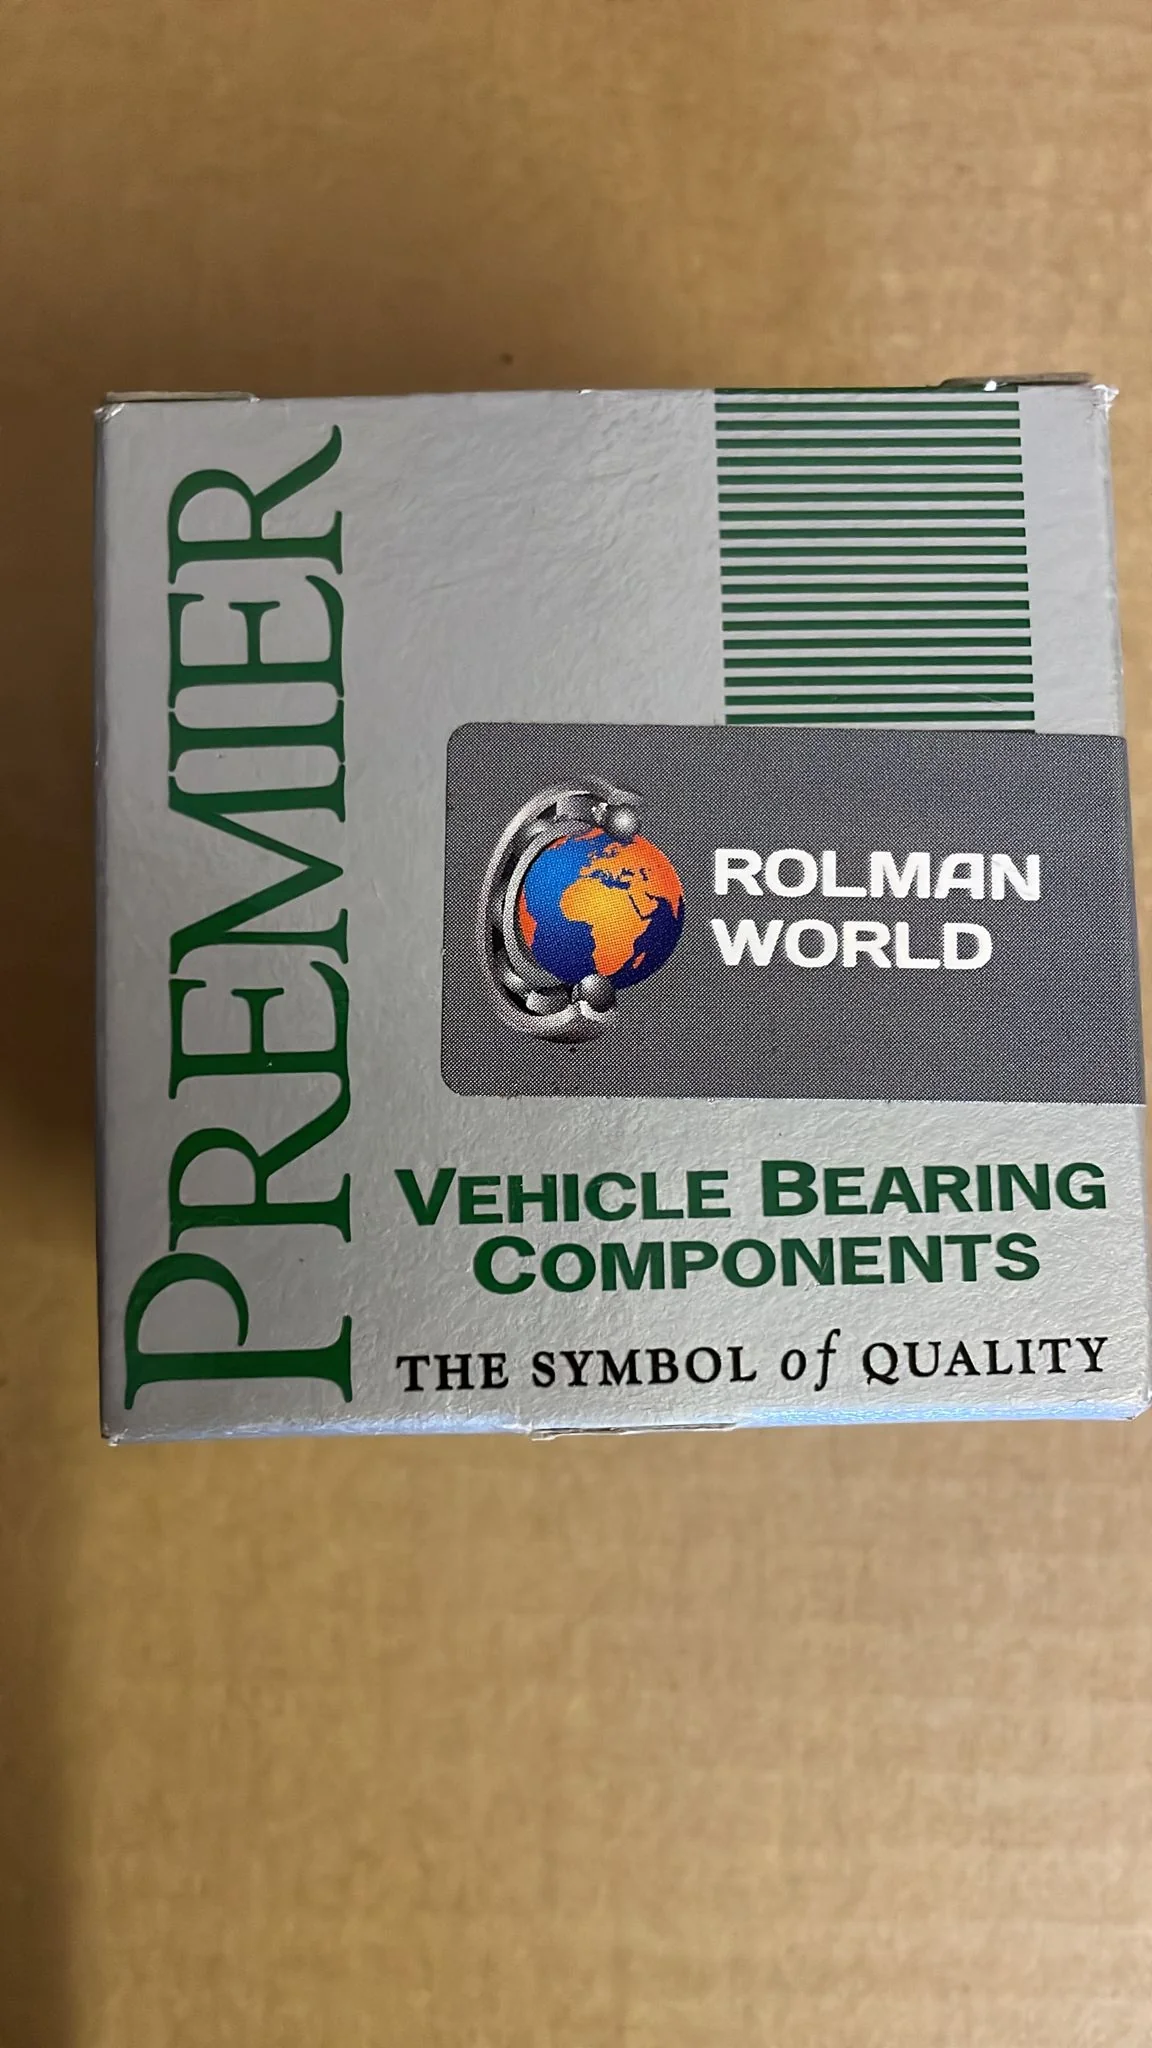 PREMIER
ROLMAN
WORLD
VEHICLE BEARING
COMPONENTS
THE SYMBOL of QUALITY